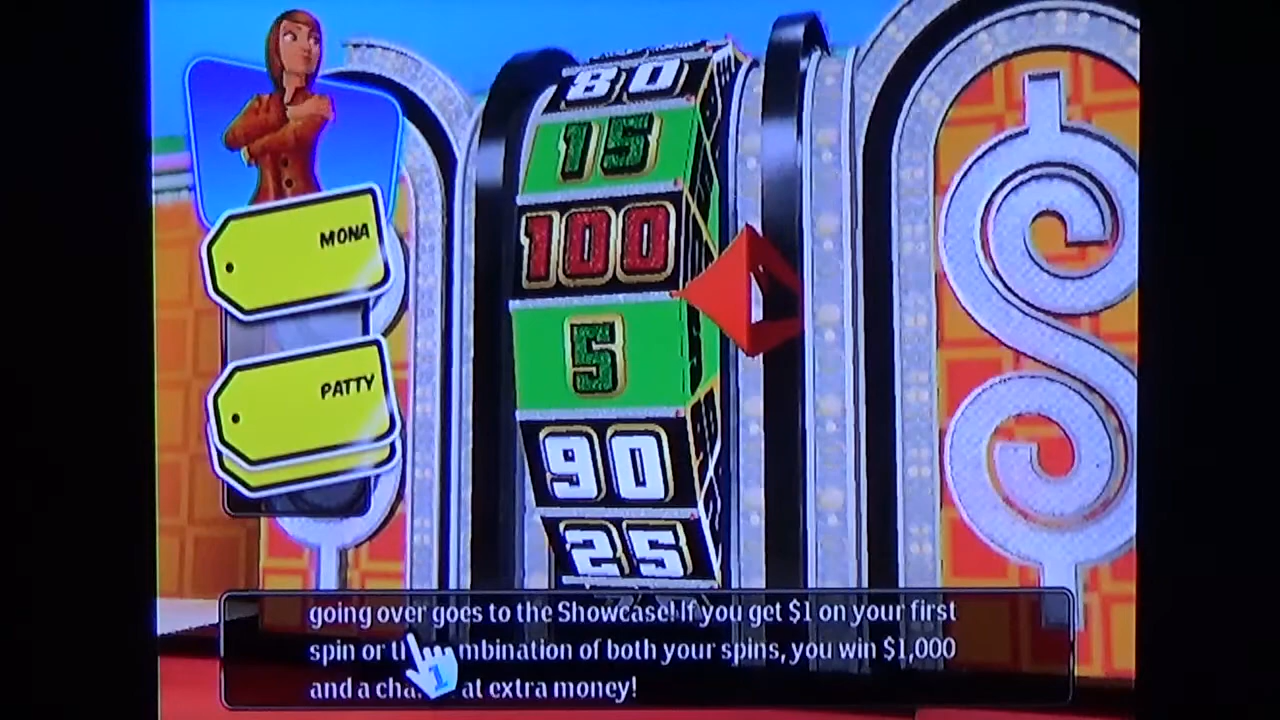 80
15
MONA
100
5
PATTY
90
25
going over goes to the Showcase! If you get $1 on your first
spin or mbination of both your spins, you win $1,000
and a at extra money!
1